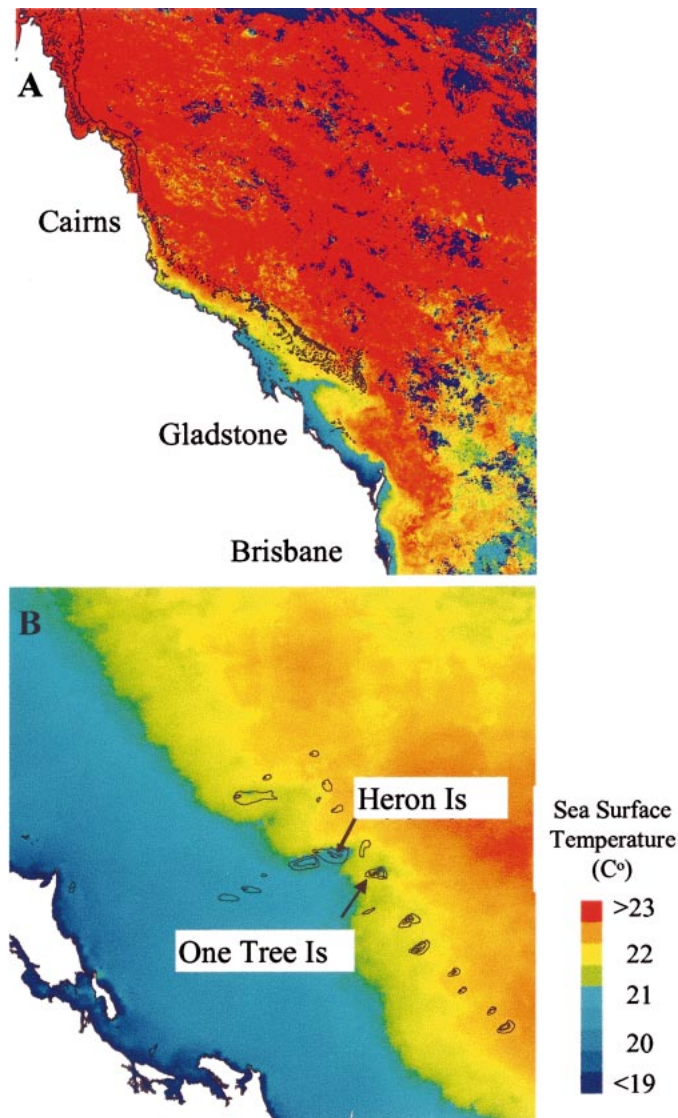 A
Cairns
Gladstone
Brisbane
B
Heron Is
One Tree Is
Sea Surface
Temperature
(Cº)
>23
22
21
20
<19